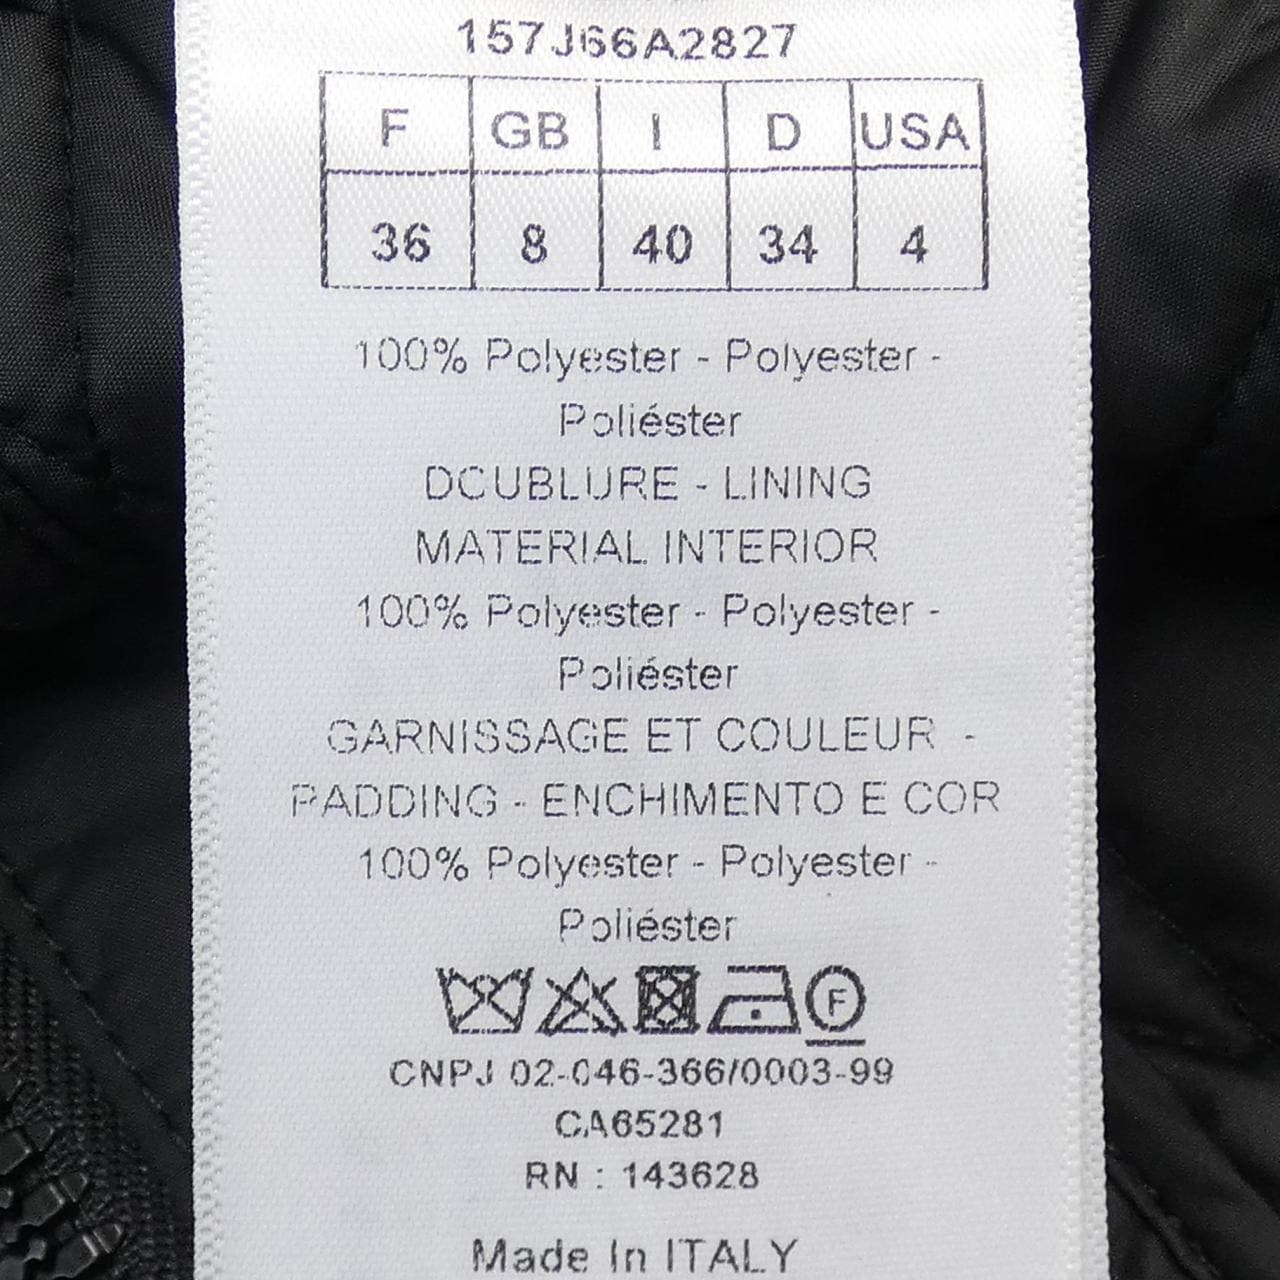 157J66A2827
F GB I D USA
36 8 40 34 4
100% Polyester - Polyester -
Poliéster
DOUBLURE - LINING
MATERIAL INTERIOR
100% Polyester - Polyester -
Poliéster
GARNISSAGE ET COULEUR -
PADDING - ENCHIMENTO E COR
100% Polyester - Polyester -
Poliéster
F
CNPJ 02-046-366/0003-99
CA65281
RN : 143628
Made In ITALY